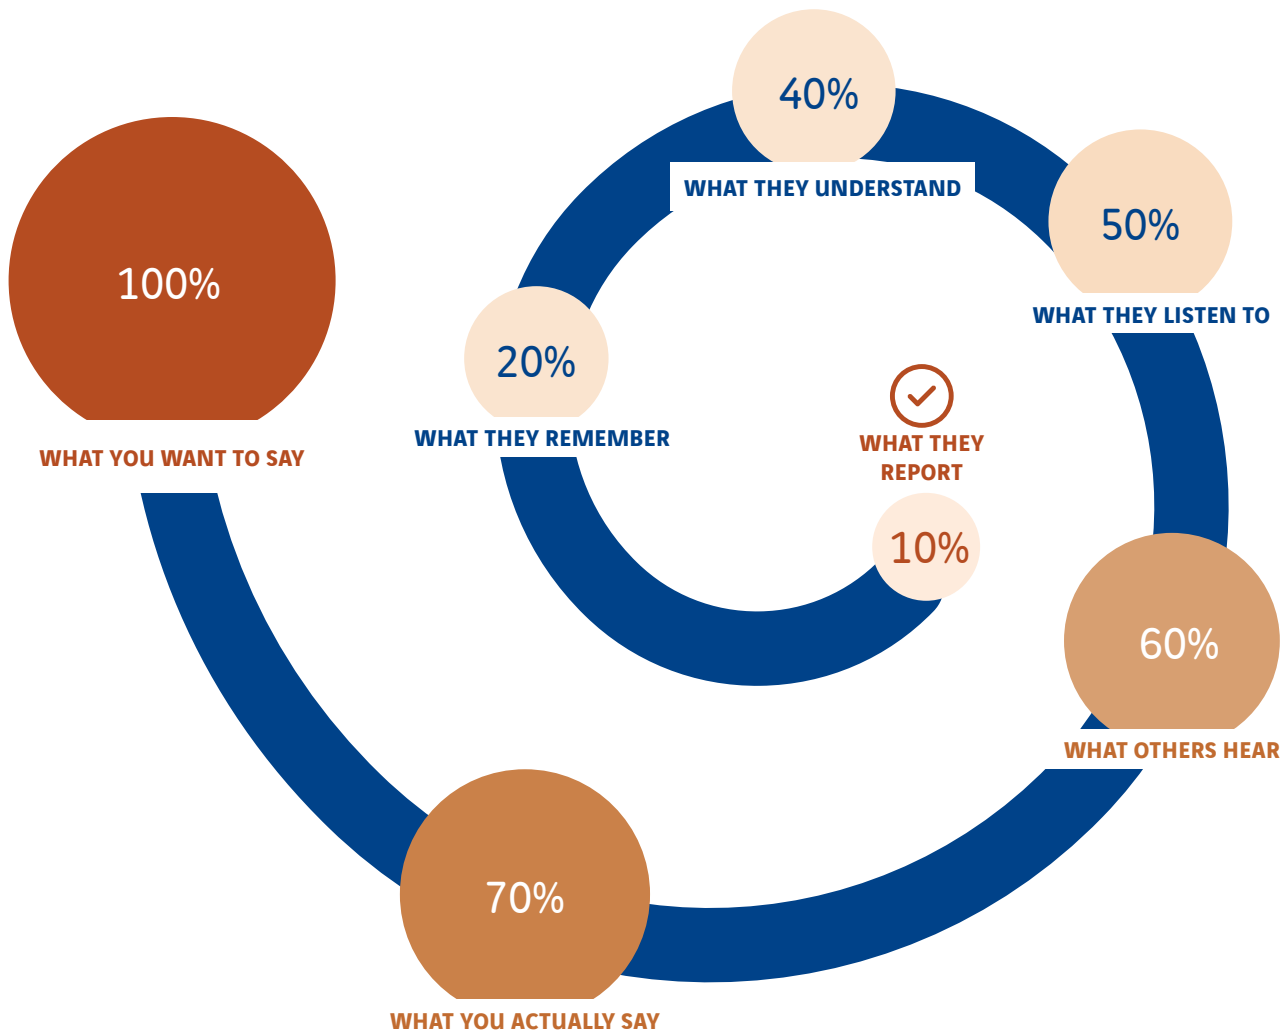 100%
WHAT YOU WANT TO SAY
70%
WHAT YOU ACTUALLY SAY
60%
WHAT OTHERS HEAR
50%
WHAT THEY LISTEN TO
40%
WHAT THEY UNDERSTAND
20%
WHAT THEY REMEMBER
WHAT THEY
REPORT
10%